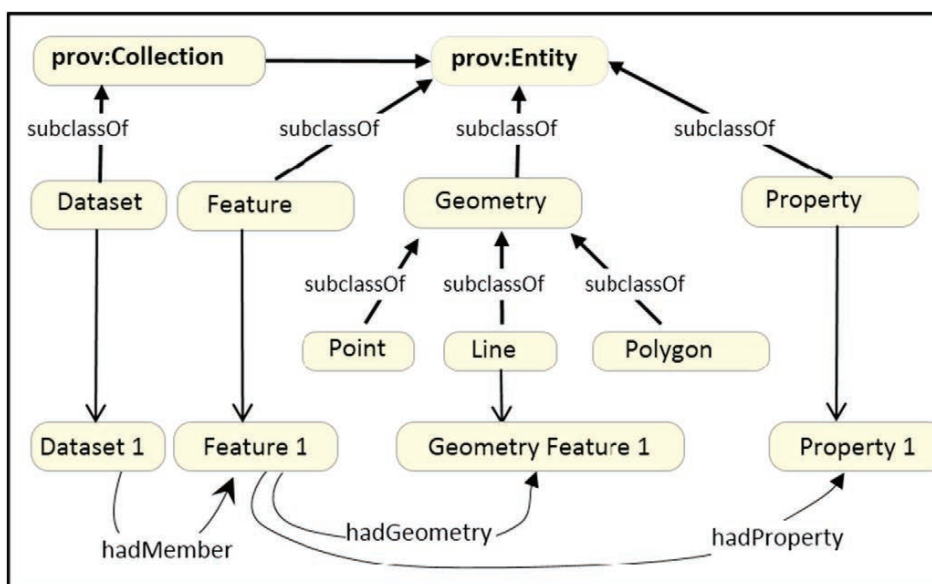 prov:Collection
prov:Entity
subclassOf
subclassOf
subclassOf
subclassOf
Dataset
Feature
Geometry
Property
subclassOf
subclassOf
subclassOf
Point
Line
Polygon
Dataset 1
Feature 1
Geometry Feature 1
Property 1
hadMember
hadGeometry
hadProperty